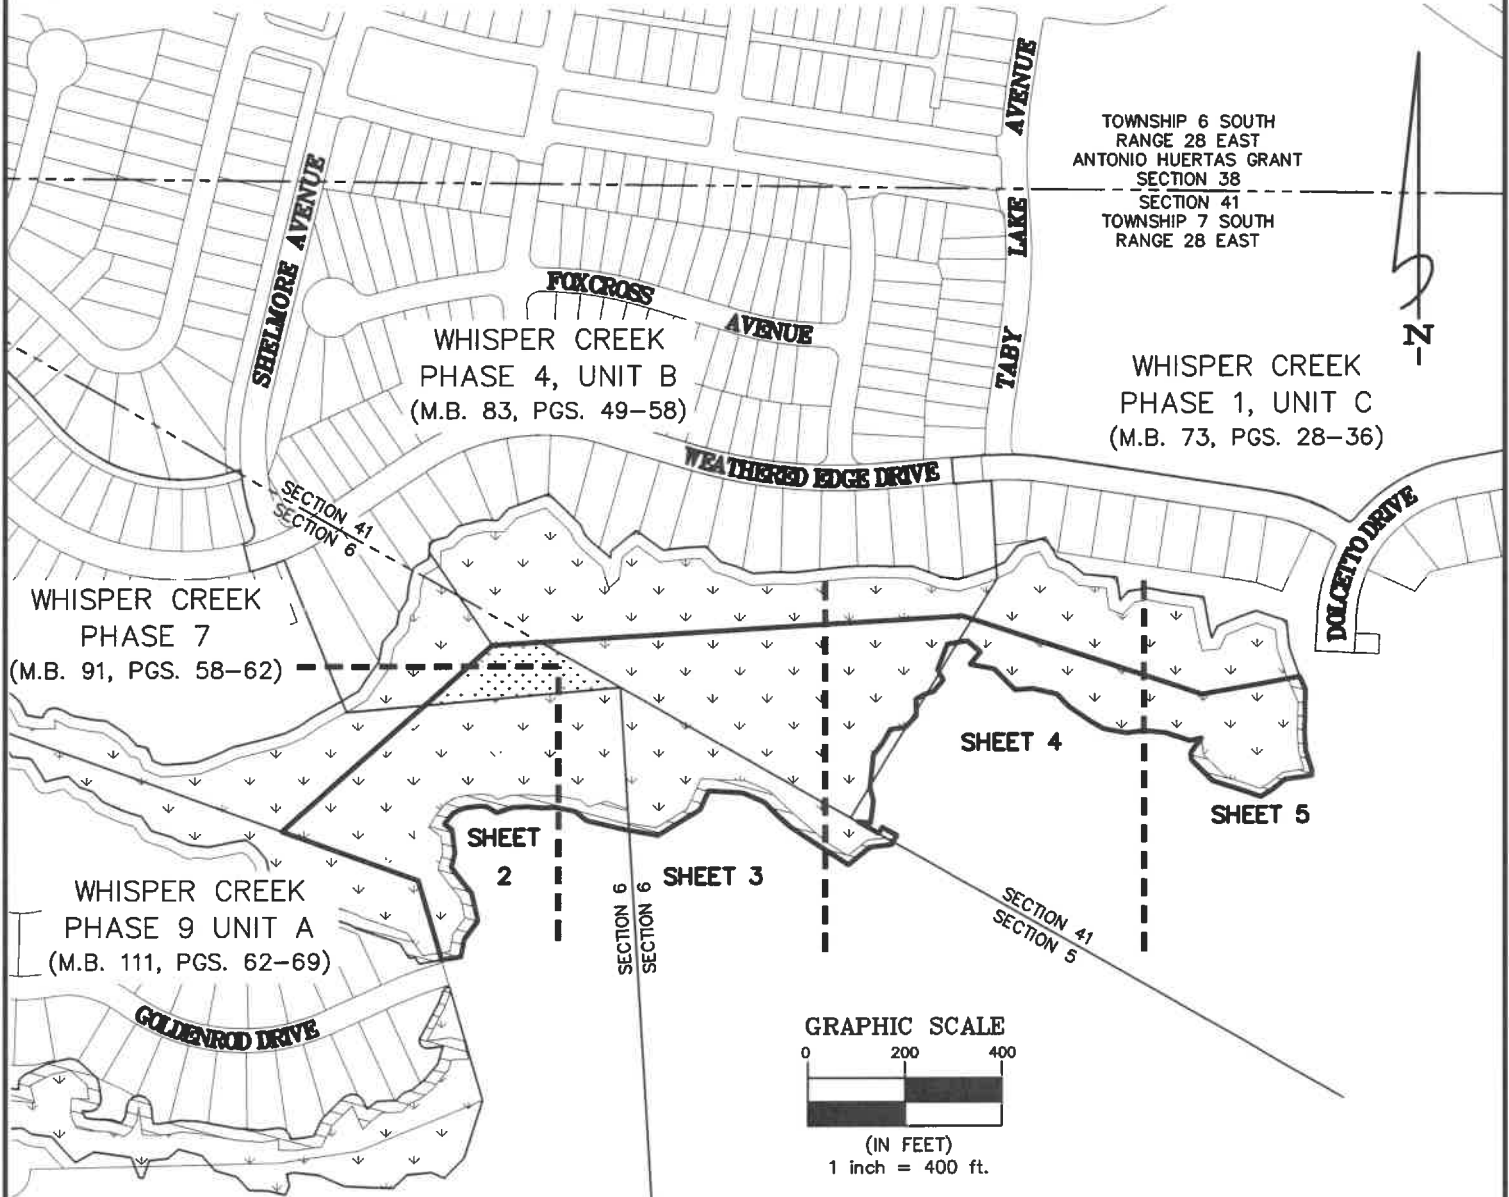 TABY LAKE AVENUE
TOWNSHIP 6 SOUTH
RANGE 28 EAST
ANTONIO HUERTAS GRANT
SECTION 38
SECTION 41
TOWNSHIP 7 SOUTH
RANGE 28 EAST
N
SHELMORE AVENUE
FOXCROSS AVENUE
WHISPER CREEK
PHASE 4, UNIT B
(M.B. 83, PGS. 49-58)
WHISPER CREEK
PHASE 1, UNIT C
(M.B. 73, PGS. 28-36)
WEATHERED EDGE DRIVE
DOLCETTO DRIVE
SECTION 41
SECTION 6
WHISPER CREEK
PHASE 7
(M.B. 91, PGS. 58-62)
SHEET 4
SHEET 5
SHEET
2
SHEET 3
WHISPER CREEK
PHASE 9 UNIT A
(M.B. 111, PGS. 62-69)
SECTION 6
SECTION 6
SECTION 41
SECTION 5
GOLDENROD DRIVE
GRAPHIC SCALE
0 200 400
(IN FEET)
1 inch = 400 ft.